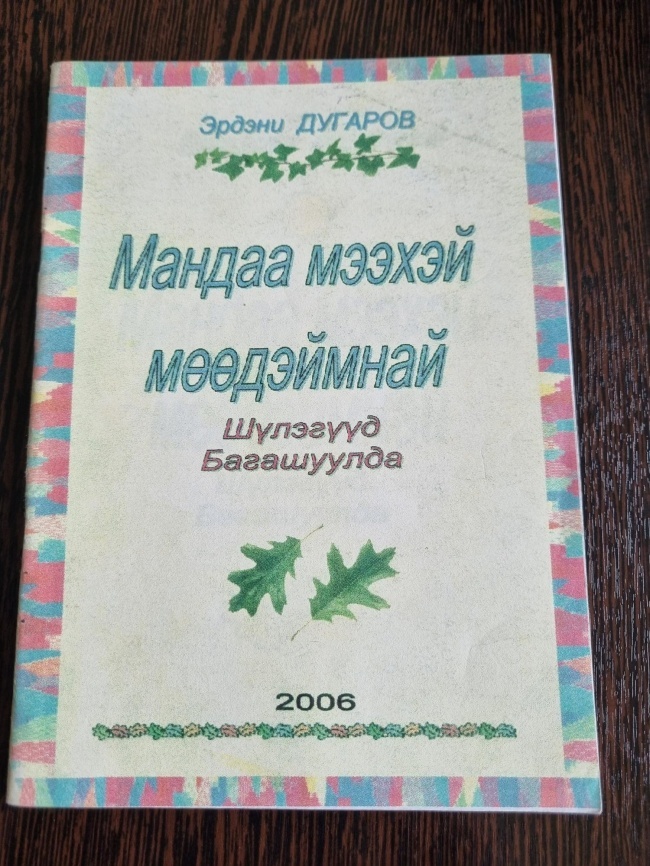 Эрдэни ДУГАРОВ
Мандаа мээхэй
мөөдэймнай
Шүлэгүүд
Багашуулда
2006